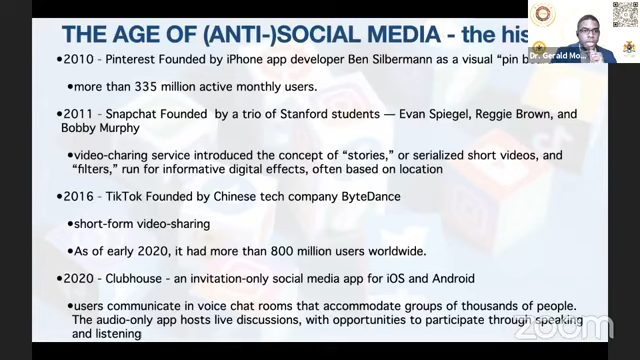 THE AGE OF (ANTI-)SOCIAL MEDIA - the his
•2010 - Pinterest Founded by iPhone app developer Ben Silbermann as a visual “pin
•more than 335 million active monthly users.
•2011 - Snapchat Founded by a trio of Stanford students — Evan Spiegel, Reggie Brown, and
Bobby Murphy
•video-charing service introduced the concept of “stories,” or serialized short videos, and
“filters,” run for informative digital effects, often based on location
•2016 - TikTok Founded by Chinese tech company ByteDance
•short-form video-sharing
•As of early 2020, it had more than 800 million users worldwide.
•2020 - Clubhouse - an invitation-only social media app for iOS and Android
•users communicate in voice chat rooms that accommodate groups of thousands of people.
The audio-only app hosts live discussions, with opportunities to participate through speaking
and listening
Dr. Gerald Mo...
zoom